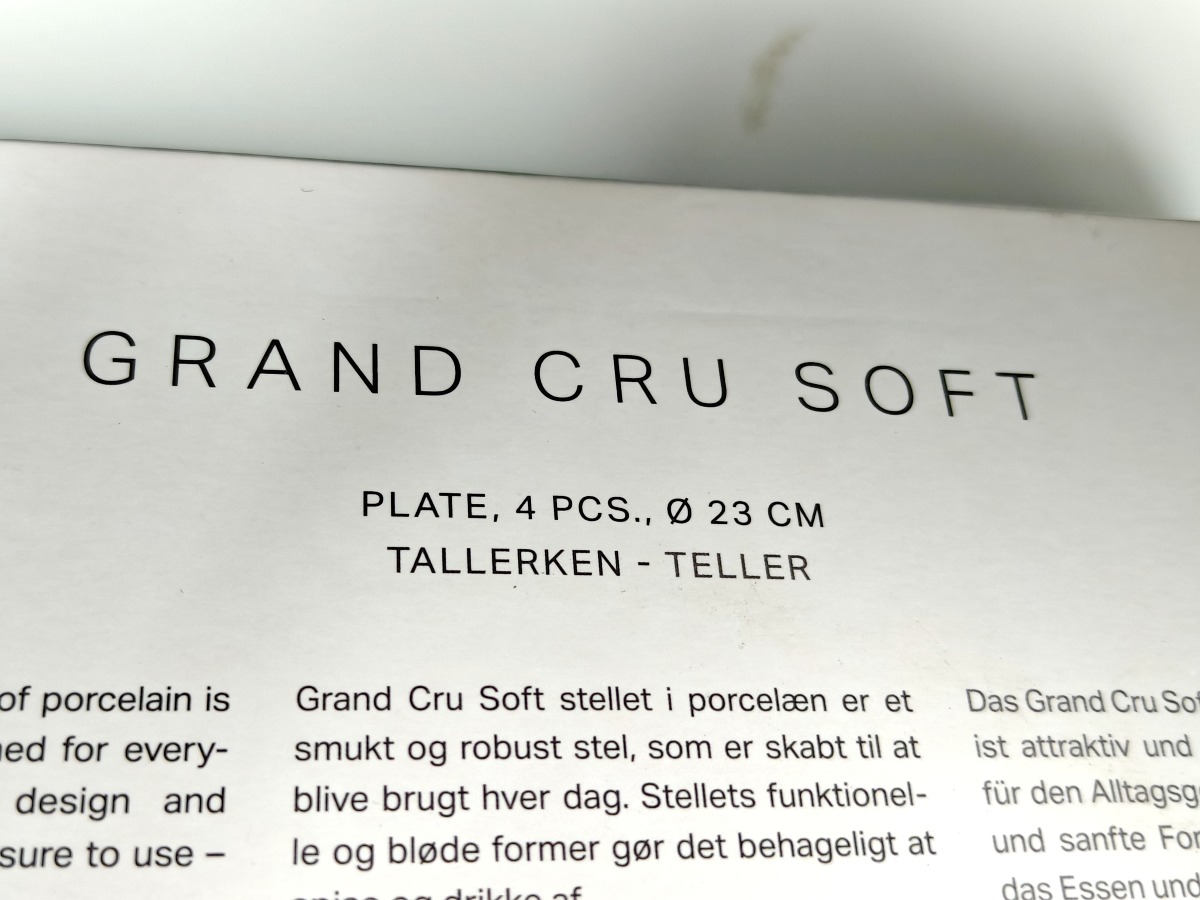 GRAND CRU SOFT
PLATE, 4 PCS., Ø 23 CM
TALLERKEN - TELLER
of porcelain is
for every-
design and
to use –
Grand Cru Soft stellet i porcelæn er et
smukt og robust stel, som er skabt til at
blive brugt hver dag. Stellets funktionel-
le og bløde former gør det behageligt at
og drikke af
Das Grand Cru
ist attraktiv und
für den
und sanfte
das Essen und